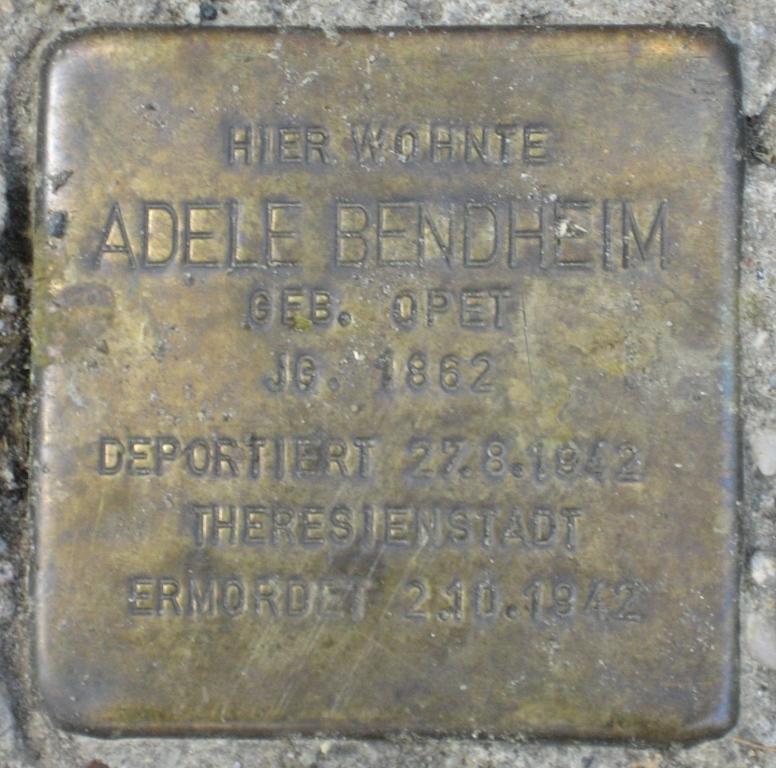 HIER WOHNTE
ADELE BENDHEIM
GEB. OPET
JG. 1862
DEPORTIERT 27.8.1942
THERESIENSTADT
ERMORDET 2.10.1942